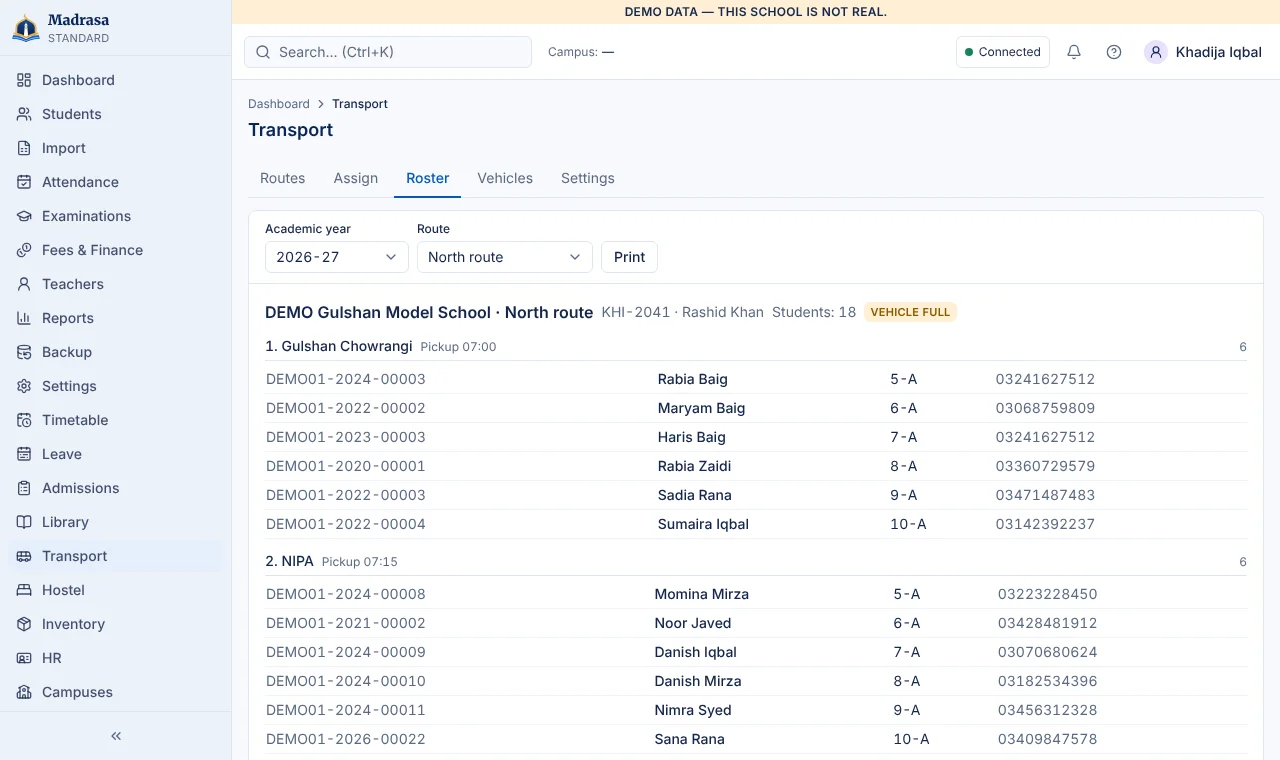 DEMO DATA — THIS SCHOOL IS NOT REAL.
Madrasa
STANDARD
Search... (Ctrl+K)
Campus: —
Connected
Khadija Iqbal
Dashboard
Students
Import
Attendance
Examinations
Fees & Finance
Teachers
Reports
Backup
Settings
Timetable
Leave
Admissions
Library
Transport
Hostel
Inventory
HR
Campuses
Dashboard > Transport
Transport
Routes Assign Roster Vehicles Settings
Academic year Route
2026-27 North route Print
DEMO Gulshan Model School · North route KHI-2041 · Rashid Khan Students: 18 VEHICLE FULL
1. Gulshan Chowrangi Pickup 07:00 6
DEMO01-2024-00003 Rabia Baig 5-A 03241627512
DEMO01-2022-00002 Maryam Baig 6-A 03068759809
DEMO01-2023-00003 Haris Baig 7-A 03241627512
DEMO01-2020-00001 Rabia Zaidi 8-A 03360729579
DEMO01-2022-00003 Sadia Rana 9-A 03471487483
DEMO01-2022-00004 Sumaira Iqbal 10-A 03142392237
2. NIPA Pickup 07:15 6
DEMO01-2024-00008 Momina Mirza 5-A 03223228450
DEMO01-2021-00002 Noor Javed 6-A 03428481912
DEMO01-2024-00009 Danish Iqbal 7-A 03070680624
DEMO01-2024-00010 Danish Mirza 8-A 03182534396
DEMO01-2024-00011 Nimra Syed 9-A 03456312328
DEMO01-2026-00022 Sana Rana 10-A 03409847578